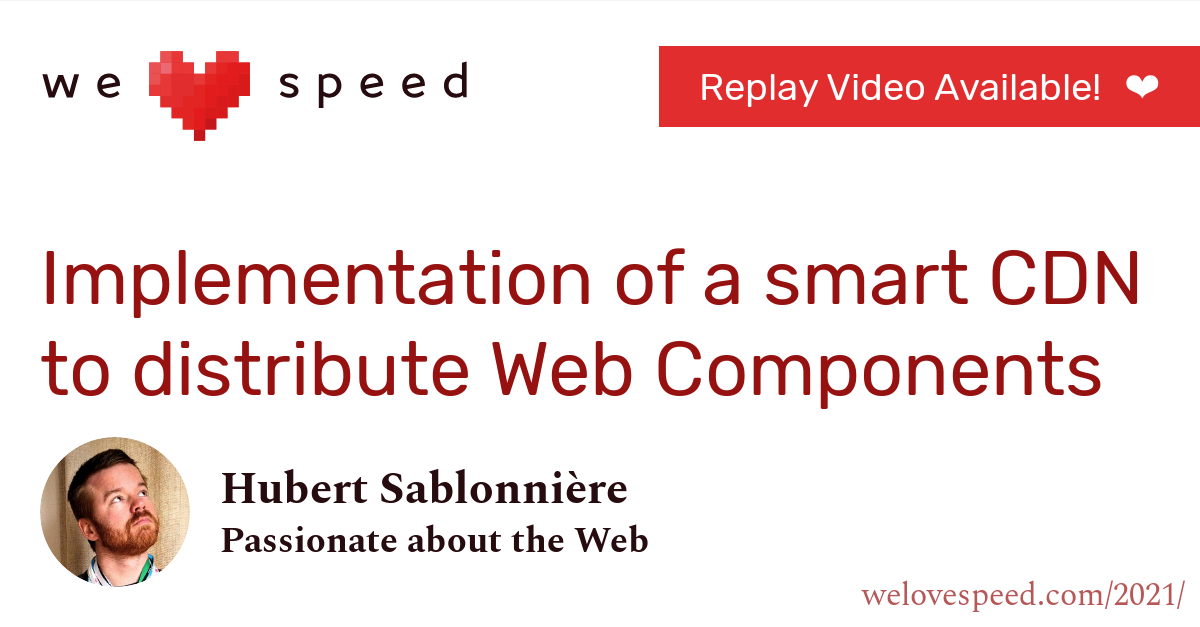 we speed
Replay Video Available! ❤
Implementation of a smart CDN
to distribute Web Components
Hubert Sablonnière
Passionate about the Web
welovespeed.com/2021/